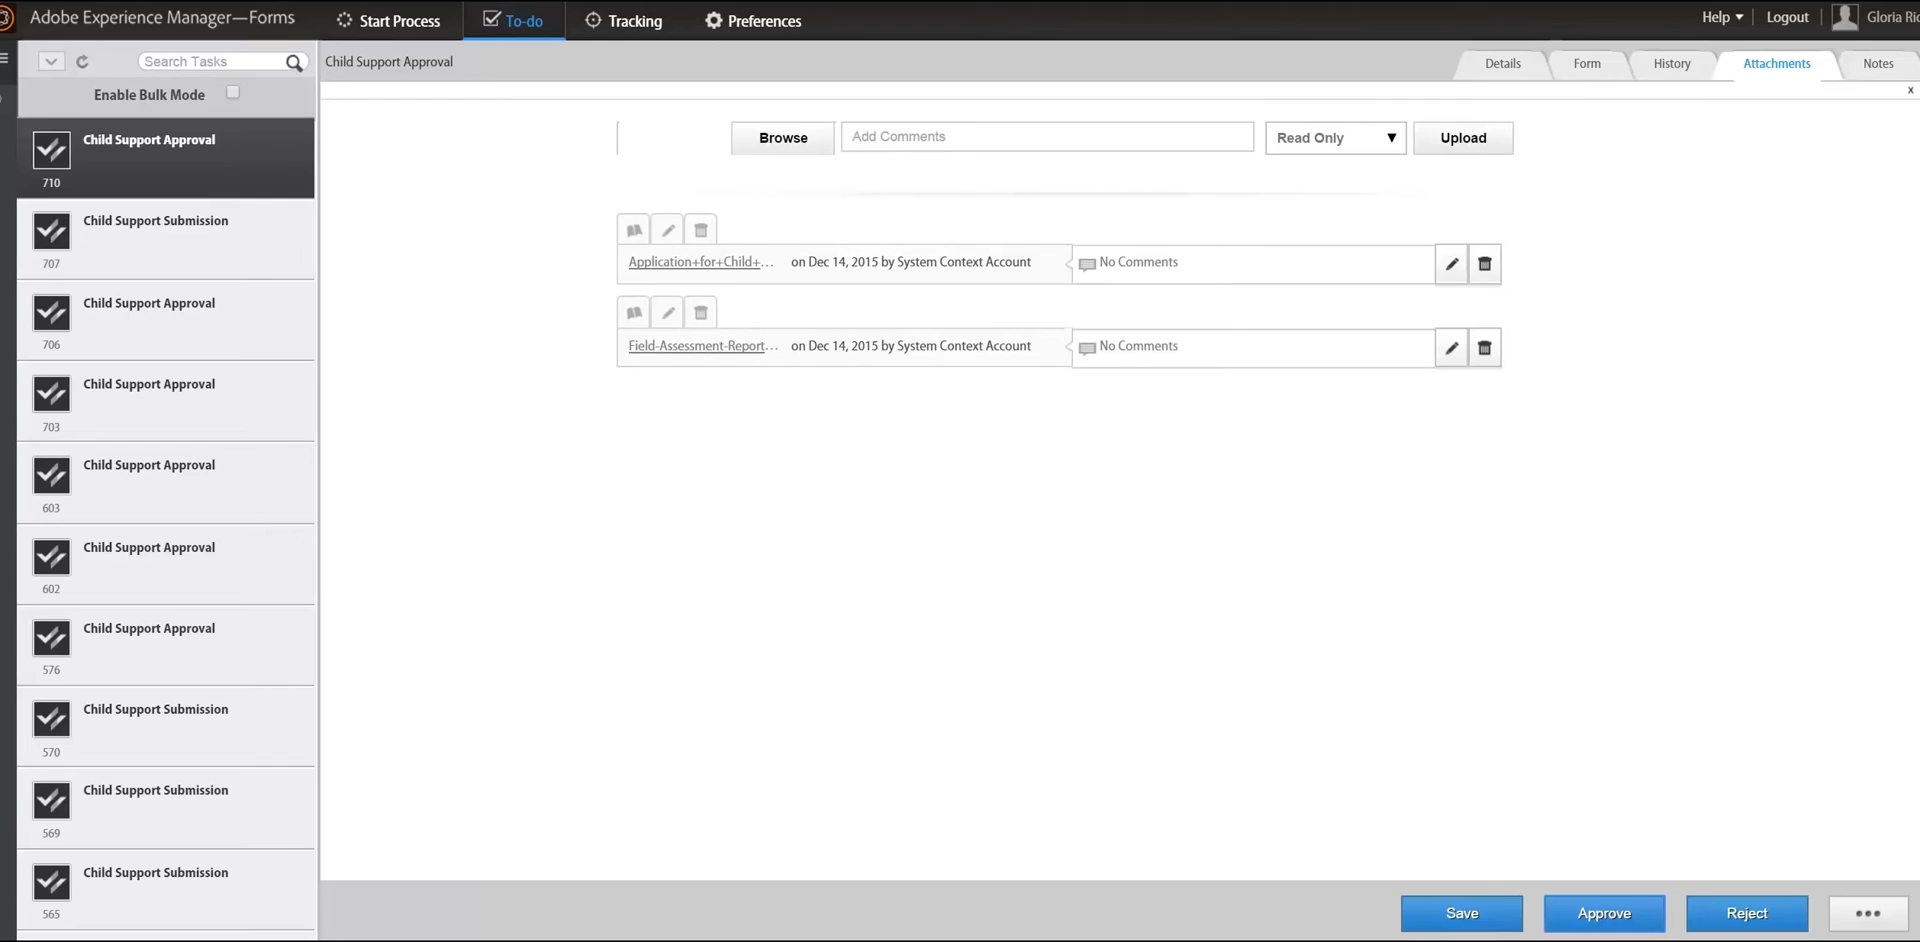 Adobe Experience Manager—Forms
Start Process
To-do
Tracking
Preferences
Help
Logout
Gloria
Search Tasks
Enable Bulk Mode
Child Support Approval
710
Child Support Submission
707
Child Support Approval
706
Child Support Approval
703
Child Support Approval
603
Child Support Approval
602
Child Support Approval
576
Child Support Submission
570
Child Support Submission
569
Child Support Submission
565
Child Support Approval
Details
Form
History
Attachments
Notes
x
Browse
Add Comments
Read Only
Upload
Application+for+Child+... on Dec 14, 2015 by System Context Account
No Comments
Field-Assessment-Report... on Dec 14, 2015 by System Context Account
No Comments
Save
Approve
Reject